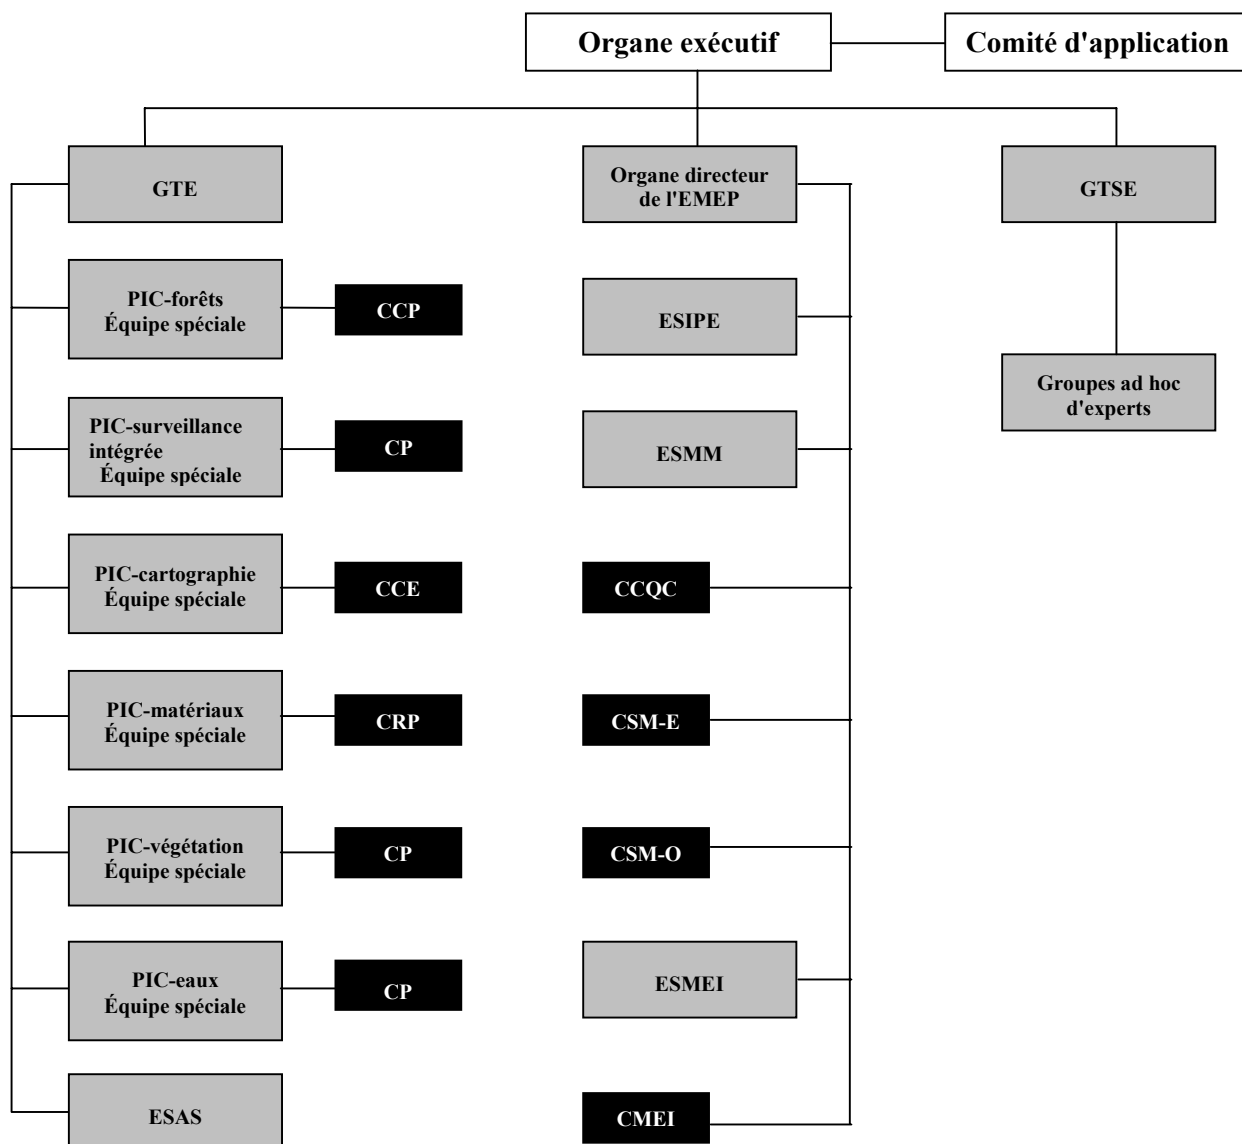 Organe exécutif
Comité d'application
GTE
Organe directeur
de l'EMEP
GTSE
PIC-forêts
Équipe spéciale
CCP
ESIPE
Groupes ad hoc
d'experts
PIC-surveillance
intégrée
Équipe spéciale
CP
ESMM
PIC-cartographie
Équipe spéciale
CCE
CCQC
PIC-matériaux
Équipe spéciale
CRP
CSM-E
PIC-végétation
Équipe spéciale
CP
CSM-O
PIC-eaux
Équipe spéciale
CP
ESMEI
ESAS
CMEI